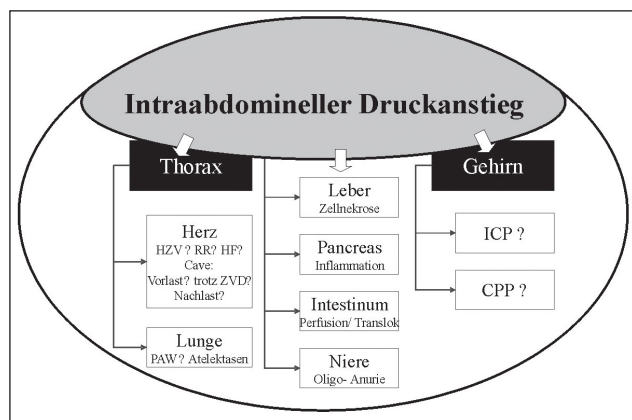 Intraabdomineller Druckanstieg
Thorax
Herz
HZV ? RR? HF?
Cave:
Vorlast? trotz ZVD?
Nachlast?
Lunge
PAW? Atelektasen
Leber
Zellnekrose
Pancreas
Inflammation
Intestinum
Perfusion/ Translok
Niere
Oligo- Anurie
Gehirn
ICP ?
CPP ?